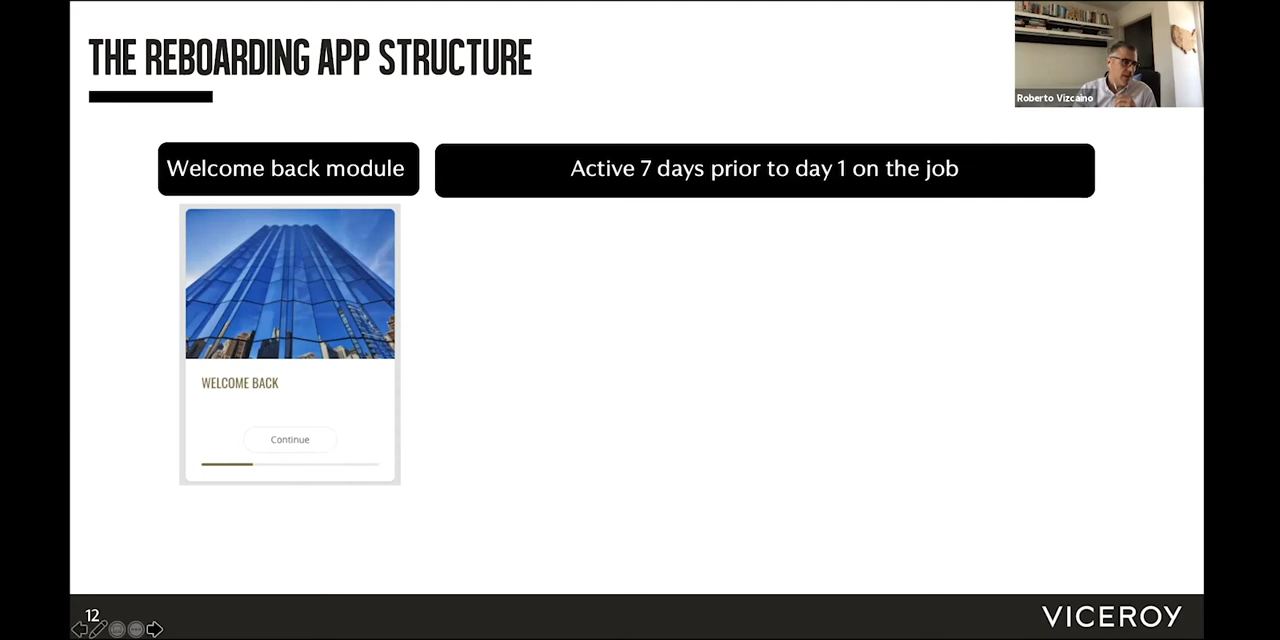 THE REBOARDING APP STRUCTURE
Roberto Vizcaino
Welcome back module
Active 7 days prior to day 1 on the job
WELCOME BACK
Continue
12
VICEROY